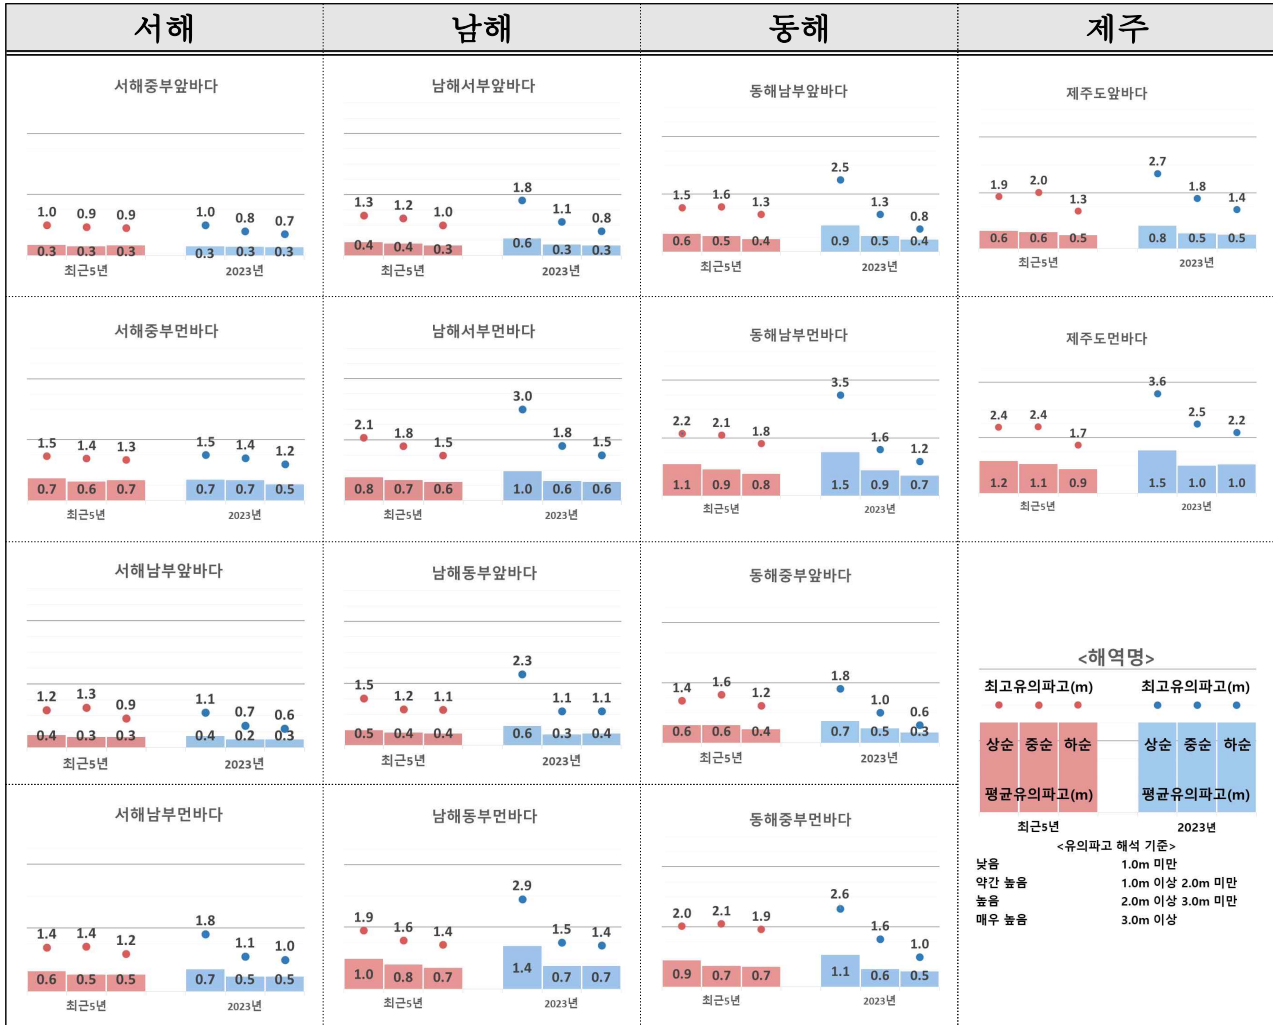 서해 남해 동해 제주
서해중부앞바다
1.0 0.9 0.9 1.0 0.8 0.7
0.3 0.3 0.3 0.3 0.3 0.3
최근5년 2023년
남해서부앞바다
1.3 1.2 1.0 1.8 1.1 0.8
0.4 0.4 0.3 0.6 0.3 0.3
최근5년 2023년
동해남부앞바다
1.5 1.6 1.3 2.5 1.3 0.8
0.6 0.5 0.4 0.9 0.5 0.4
최근5년 2023년
제주도앞바다
1.9 2.0 1.3 2.7 1.8 1.4
0.6 0.6 0.5 0.8 0.5 0.5
최근5년 2023년
서해중부먼바다
1.5 1.4 1.3 1.5 1.4 1.2
0.7 0.6 0.7 0.7 0.7 0.5
최근5년 2023년
남해서부먼바다
2.1 1.8 1.5 3.0 1.8 1.5
0.8 0.7 0.6 1.0 0.6 0.6
최근5년 2023년
동해남부먼바다
2.2 2.1 1.8 3.5 1.6 1.2
1.1 0.9 0.8 1.5 0.9 0.7
최근5년 2023년
제주도먼바다
2.4 2.4 1.7 3.6 2.5 2.2
1.2 1.1 0.9 1.5 1.0 1.0
최근5년 2023년
서해남부앞바다
1.2 1.3 0.9 1.1 0.7 0.6
0.4 0.3 0.3 0.4 0.2 0.3
최근5년 2023년
남해동부앞바다
1.5 1.2 1.1 2.3 1.1 1.1
0.5 0.4 0.4 0.6 0.3 0.4
최근5년 2023년
동해중부앞바다
1.4 1.6 1.2 1.8 1.0 0.6
0.6 0.6 0.4 0.7 0.5 0.3
최근5년 2023년
서해남부먼바다
1.4 1.4 1.2 1.8 1.1 1.0
0.6 0.5 0.5 0.7 0.5 0.5
최근5년 2023년
남해동부먼바다
1.9 1.6 1.4 2.9 1.5 1.4
1.0 0.8 0.7 1.4 0.7 0.7
최근5년 2023년
동해중부먼바다
2.0 2.1 1.9 2.6 1.6 1.0
0.9 0.7 0.7 1.1 0.6 0.5
최근5년 2023년
<해역명>
최고유의파고(m) 최고유의파고(m)
상순 중순 하순 상순 중순 하순
평균유의파고(m) 평균유의파고(m)
최근5년 2023년
<유의파고 해석 기준>
낮음 1.0m 미만
약간 높음 1.0m 이상 2.0m 미만
높음 2.0m 이상 3.0m 미만
매우 높음 3.0m 이상